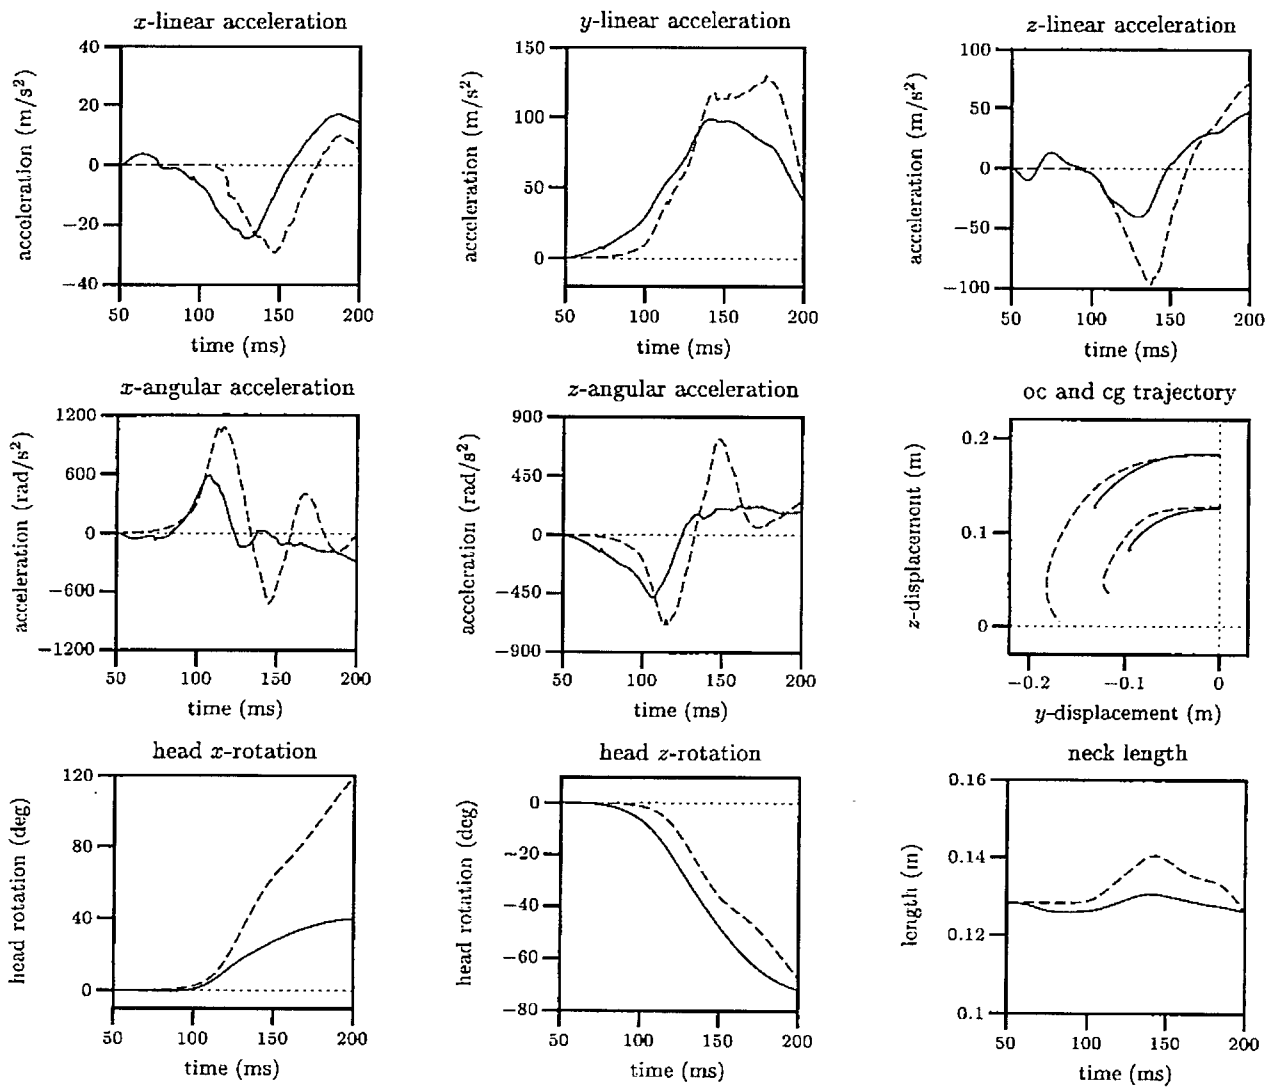 x-linear acceleration
acceleration (m/s²)
40
20
0
−20
−40
50 100 150 200
time (ms)
y-linear acceleration
acceleration (m/s²)
150
100
50
0
50 100 150 200
time (ms)
z-linear acceleration
acceleration (m/s²)
100
50
0
−50
−100
50 100 150 200
time (ms)
x-angular acceleration
acceleration (rad/s²)
1200
600
0
−600
−1200
50 100 150 200
time (ms)
z-angular acceleration
acceleration (rad/s²)
900
450
0
−450
−900
50 100 150 200
time (ms)
oc and cg trajectory
z-displacement (m)
0.2
0.1
0
−0.2 −0.1 0
y-displacement (m)
head x-rotation
head rotation (deg)
120
80
40
0
50 100 150 200
time (ms)
head z-rotation
head rotation (deg)
0
−20
−40
−60
−80
50 100 150 200
time (ms)
neck length
length (m)
0.16
0.14
0.12
0.1
50 100 150 200
time (ms)